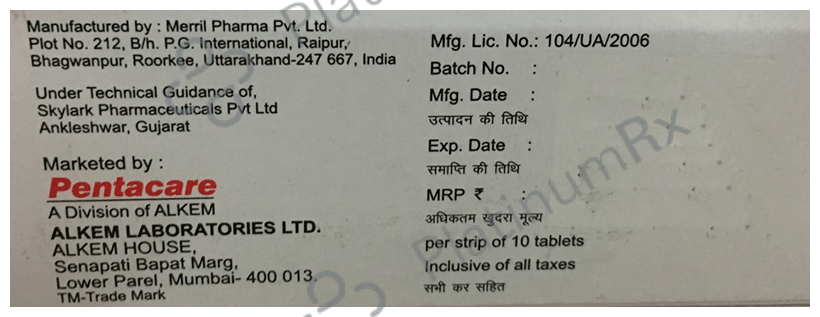 Manufactured by : Merril Pharma Pvt. Ltd.
Plot No. 212, B/h. P.G. International, Raipur,
Bhagwanpur, Roorkee, Uttarakhand-247 667, India
Under Technical Guidance of,
Skylark Pharmaceuticals Pvt Ltd
Ankleshwar, Gujarat
Marketed by :
Pentacare
A Division of ALKEM
ALKEM LABORATORIES LTD.
ALKEM HOUSE,
Senapati Bapat Marg,
Lower Parel, Mumbai- 400 013.
TM-Trade Mark
Mfg. Lic. No.: 104/UA/2006
Batch No. :
Mfg. Date :
उत्पादन की तिथि
Exp. Date :
समाप्ति की तिथि
MRP ₹ :
अधिकतम खुदरा मूल्य
per strip of 10 tablets
Inclusive of all taxes
सभी कर सहित
PlatinumRx